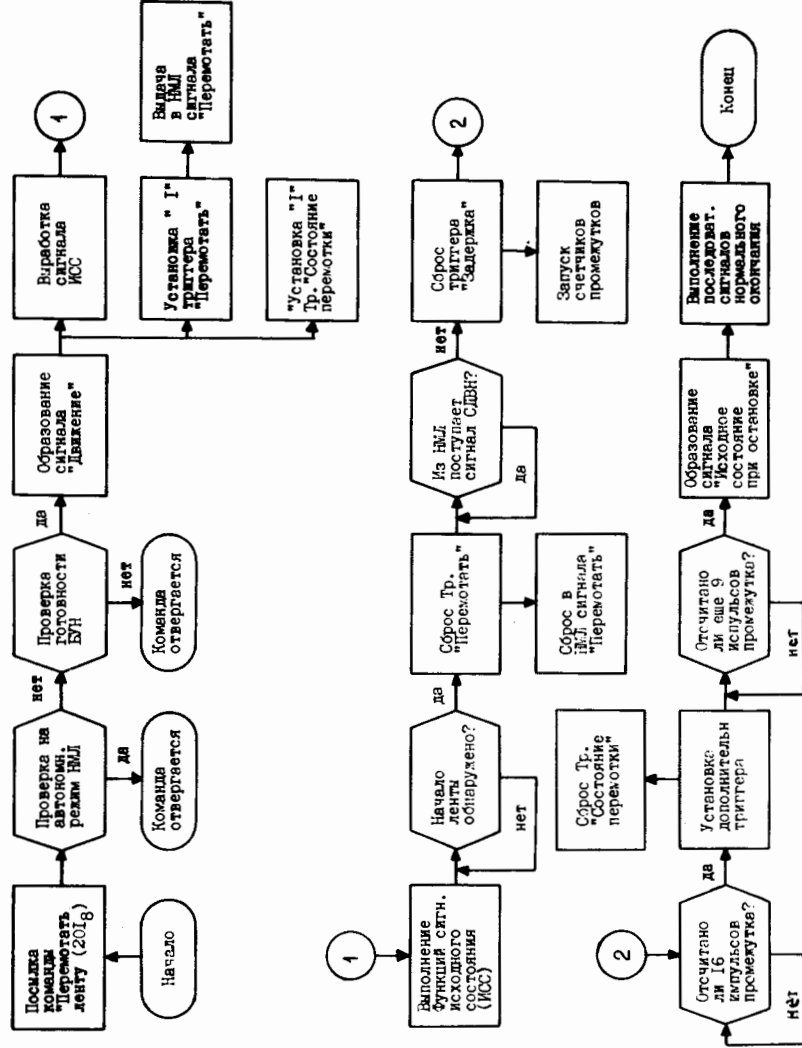 Начало
Посылка
команды
"Перемотать
ленту (20I8)
Проверка на
автономн.
режим НМЛ
да
Команда
отвергается
нет
Проверка
готовности
БУН
нет
Команда
отвергается
да
Образование
сигнала
"Движение"
Выработка
сигнала
ИСС
1
Установка " I"
триггера
"Перемотать"
Выдача
в НМЛ
сигнала
"Перемотать"
"Установка "I"
Тр."Состояние
перемотки"
1
Выполнение
Функций сигн.
исходного
состояния
(ИСС)
Начало
ленты
обнаружено?
нет
да
Сброс Тр.
"Перемотать"
Сброс в
НМЛ сигнала
"Перемотать"
Из НМЛ
поступает
сигнал СДВН?
да
нет
Сброс
триггера
"Задержка"
2
Запуск
счетчиков
промежутков
2
Отсчитано
ли I6
импульсов
промежутка?
нет
да
Установка
дополнительн
триггера
Сброс Тр.
"Состояние
перемотки"
Отсчитано
ли еще 9
испульсов
промежутка?
нет
да
Образование
сигнала
"Исходное
состояние
при остановке"
Выполнение
последоват.
сигналов
нормального
окончания
Конец